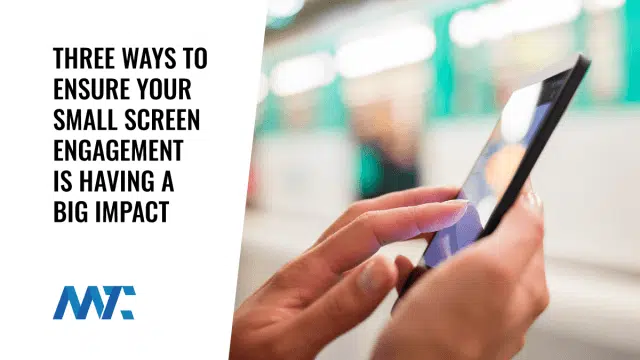 THREE WAYS TO
ENSURE YOUR
SMALL SCREEN
ENGAGEMENT
IS HAVING A
BIG IMPACT